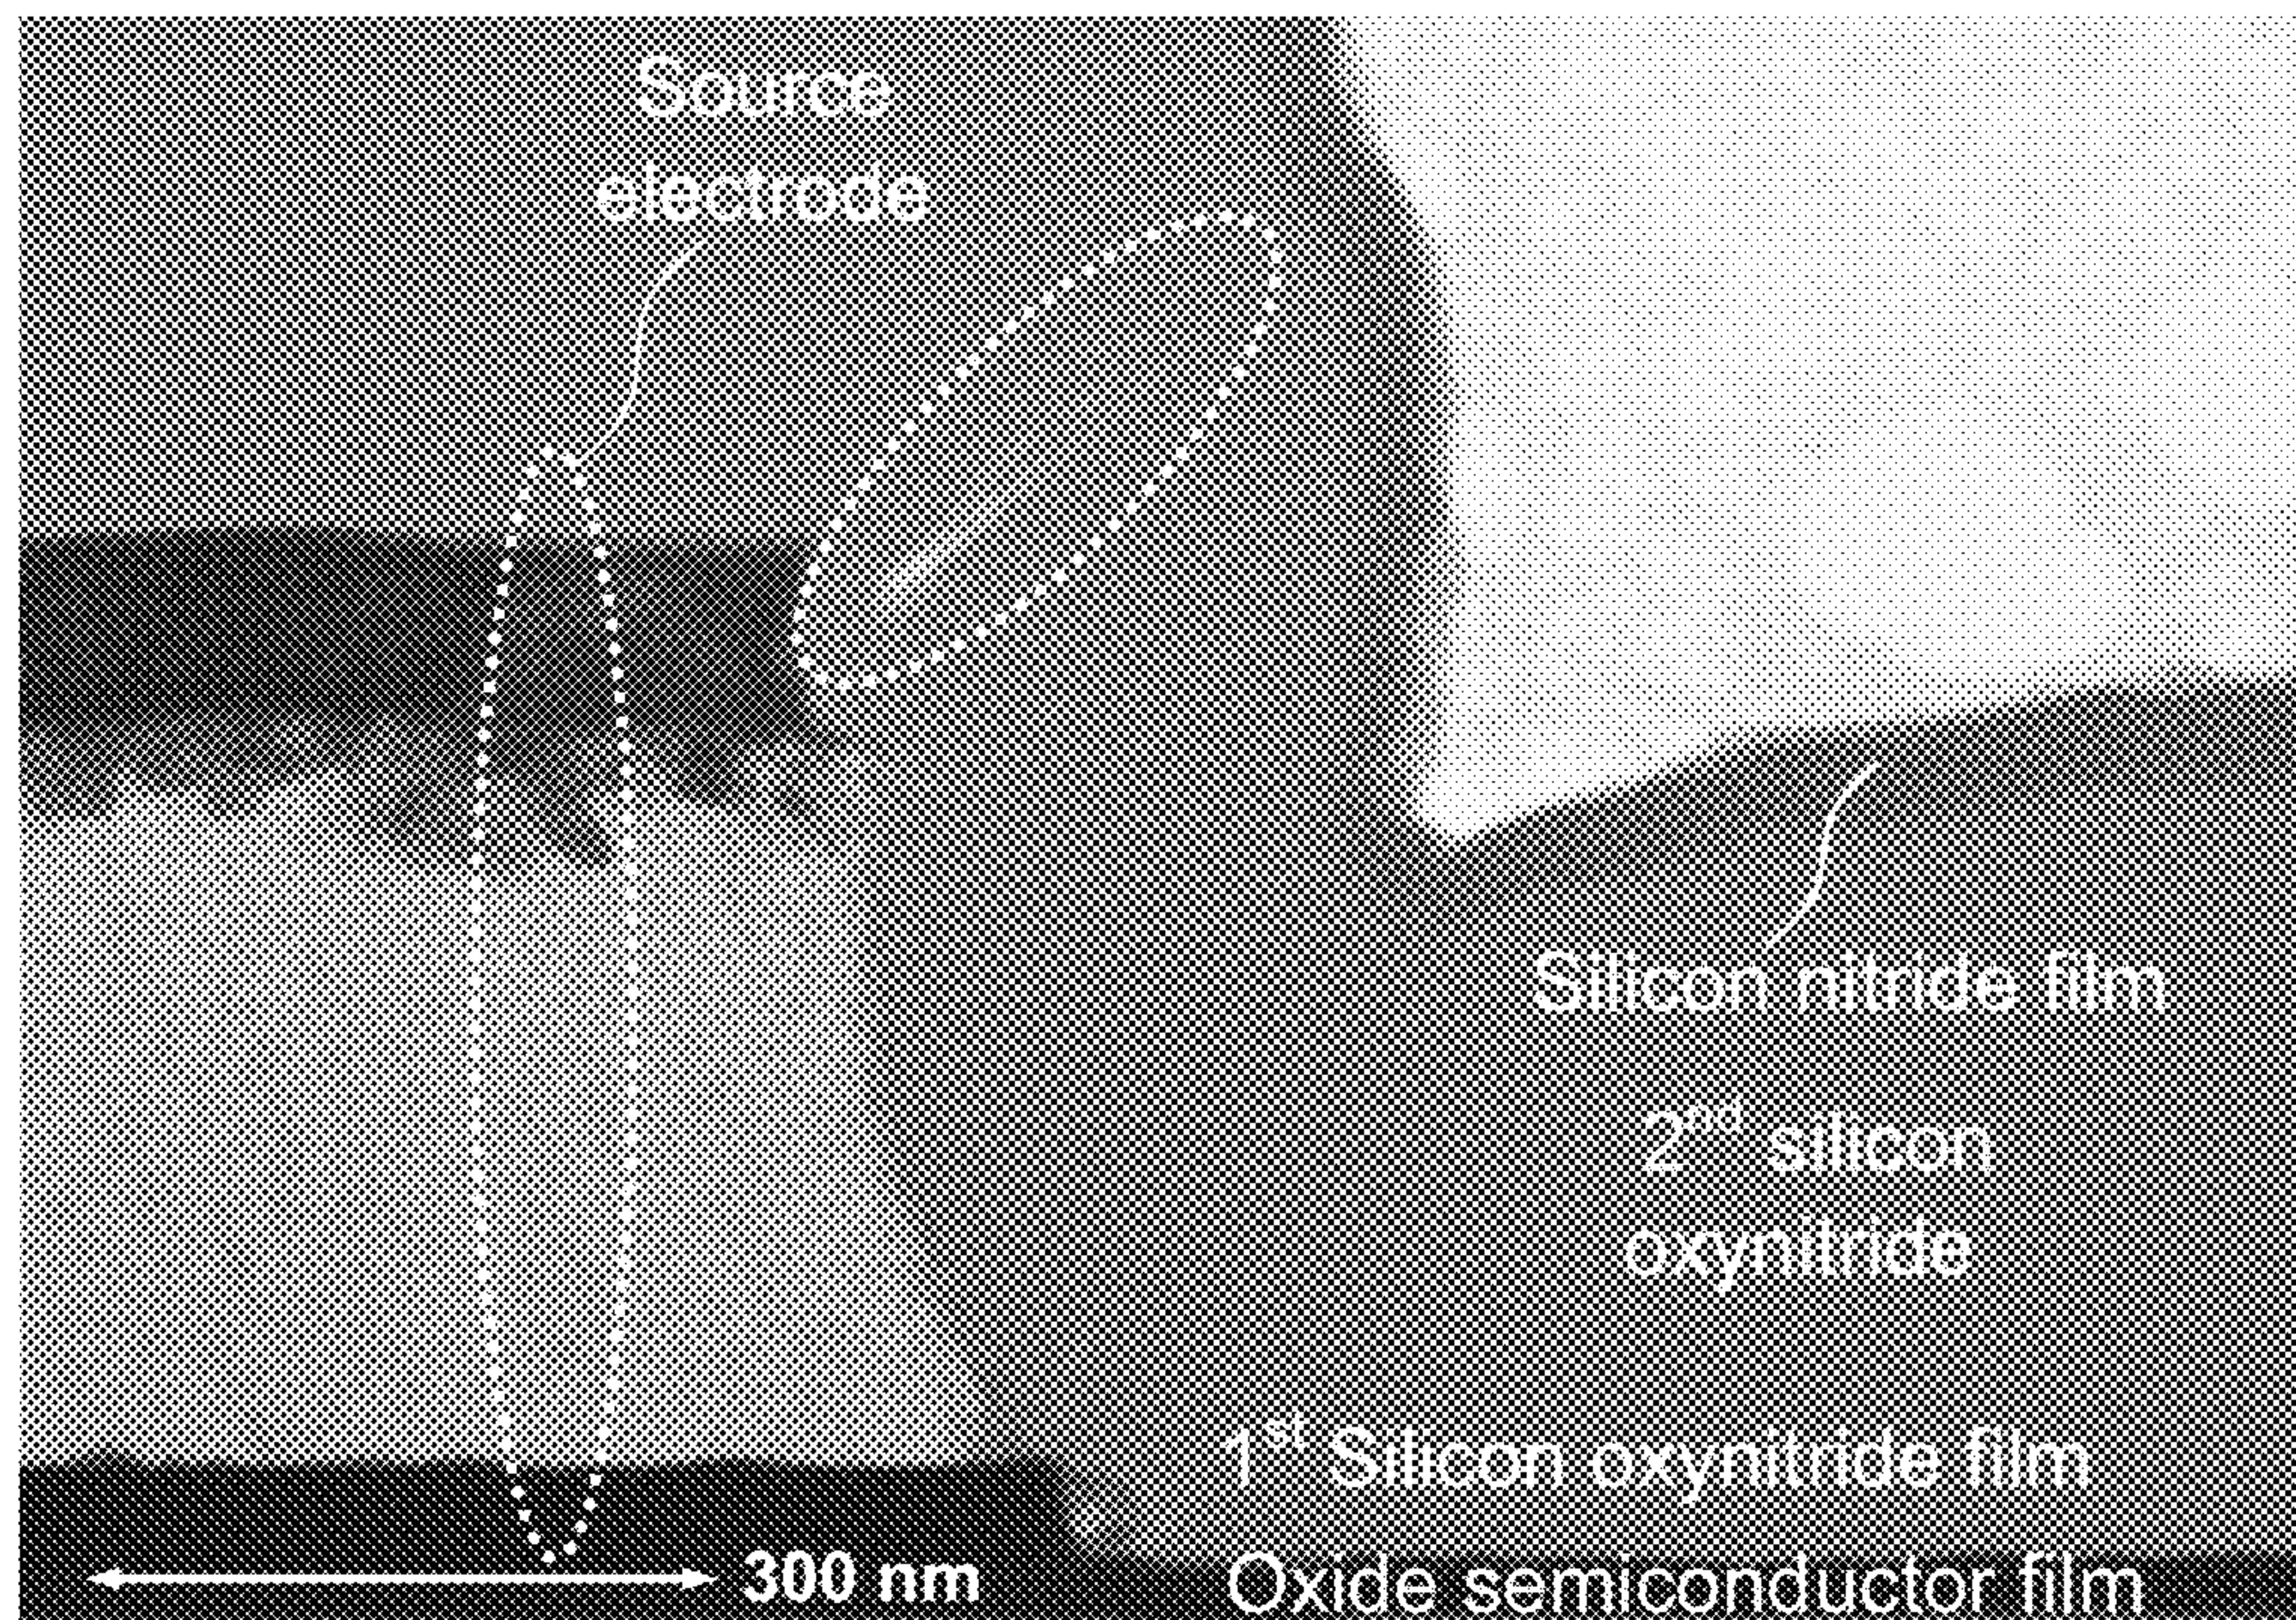 Source
electrode
Silicon nitride film
2nd silicon
oxynitride
1st Silicon oxynitride film
300 nm
Oxide semiconductor film